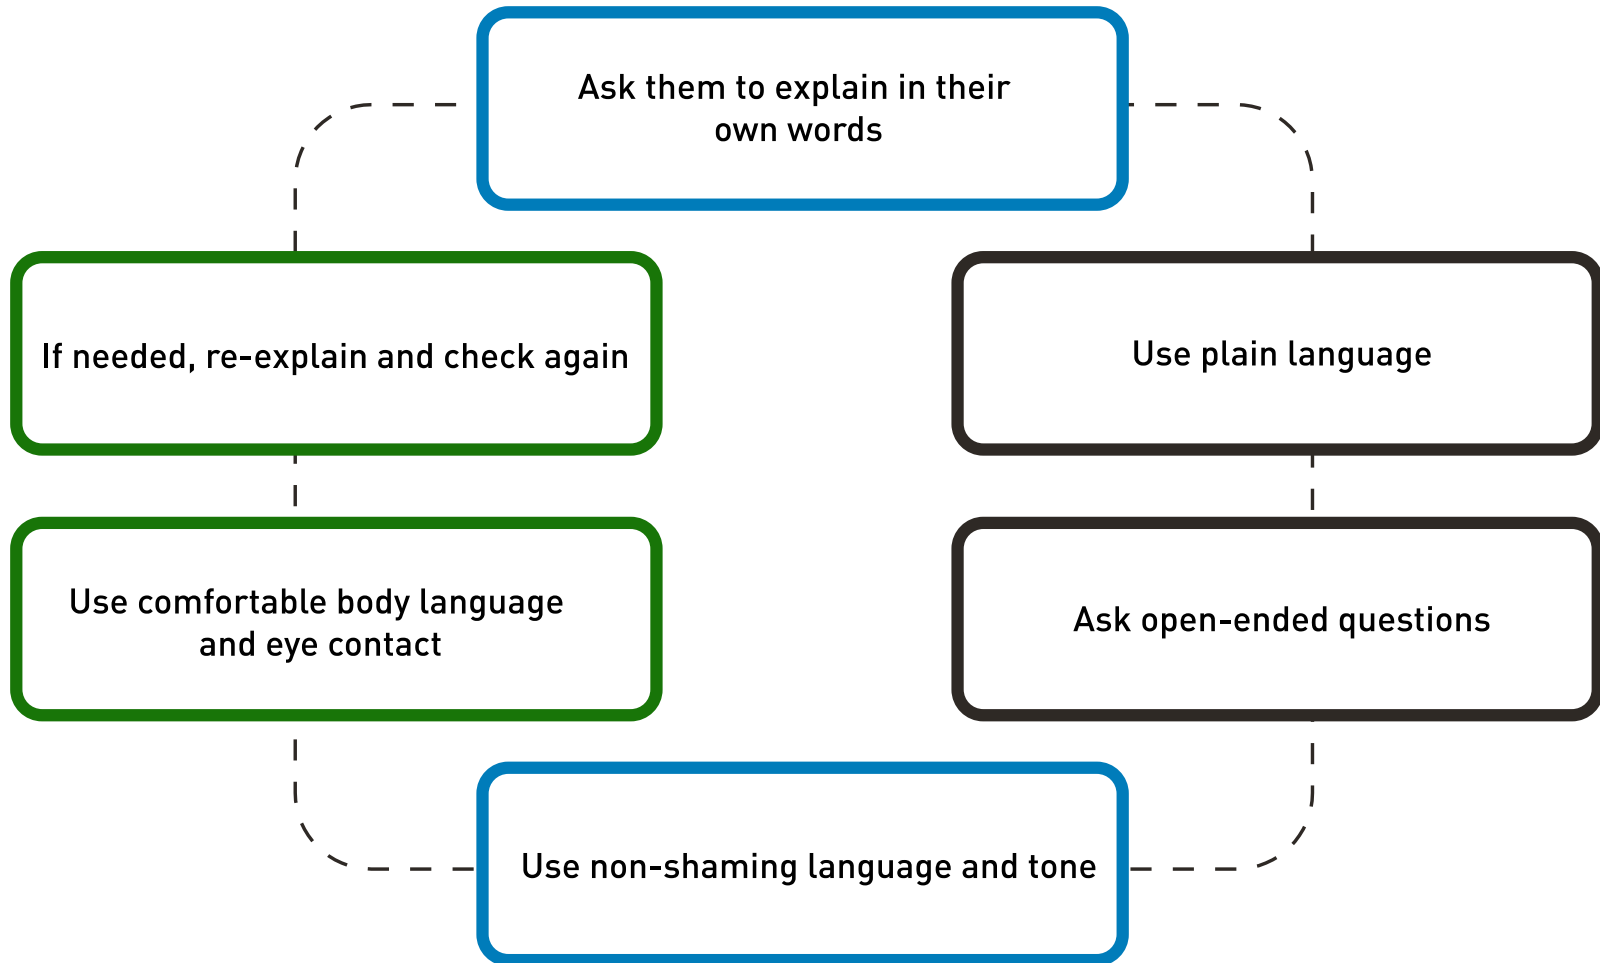 Ask them to explain in their
own words
If needed, re-explain and check again
Use plain language
Use comfortable body language
and eye contact
Ask open-ended questions
Use non-shaming language and tone